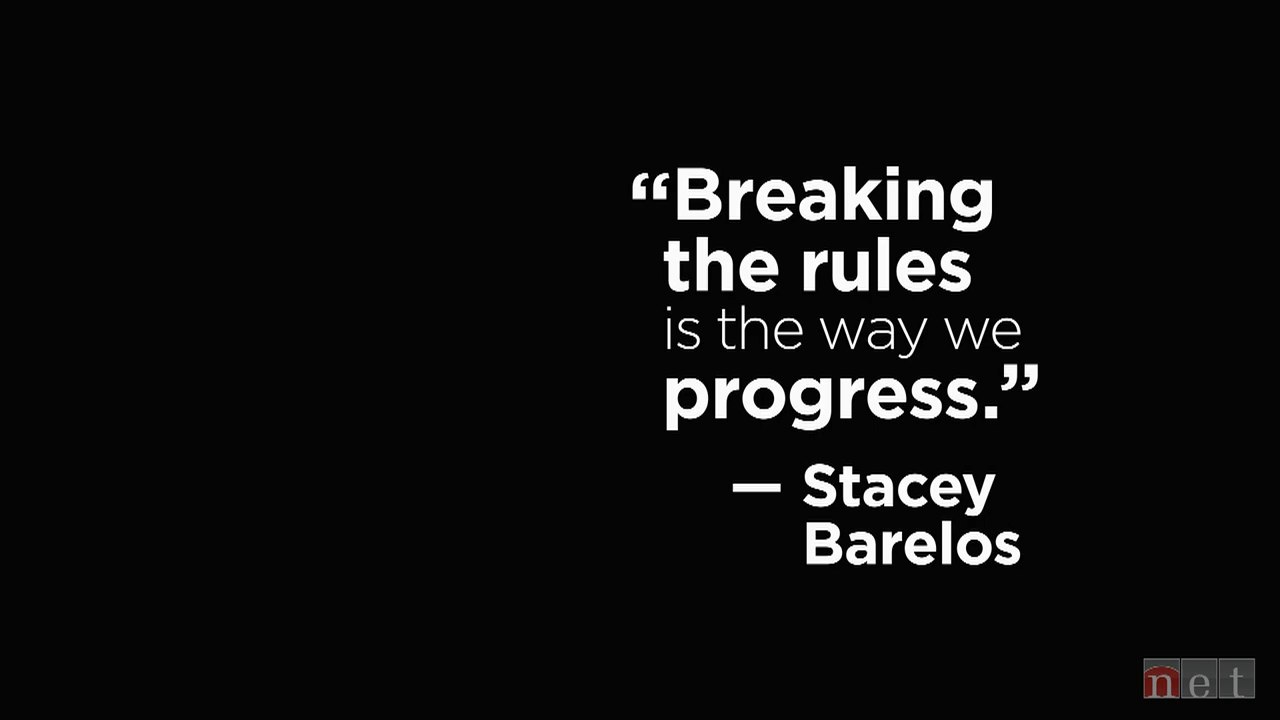 “Breaking
the rules
is the way we
progress.”
— Stacey
Barelos
net